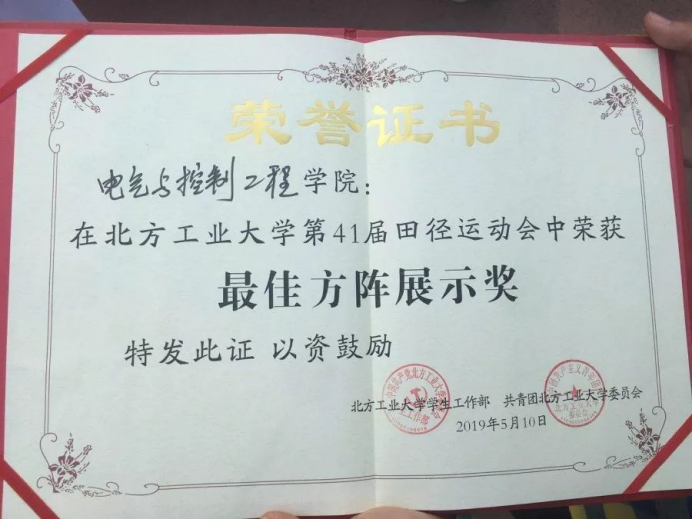 荣誉证书
电气与控制工程学院：
在北方工业大学第41届田径运动会中荣获
最佳方阵展示奖
特发此证 以资鼓励
北方工业大学学生工作部 共青团北方工业大学委员会
2019年5月10日